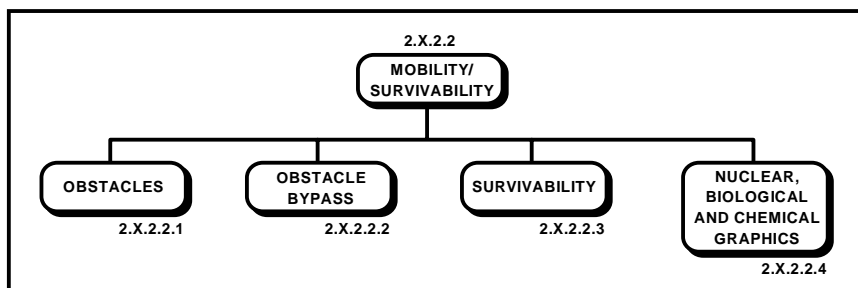 2.X.2.2
MOBILITY/
SURVIVABILITY
OBSTACLES
2.X.2.2.1
OBSTACLE
BYPASS
2.X.2.2.2
SURVIVABILITY
2.X.2.2.3
NUCLEAR,
BIOLOGICAL
AND CHEMICAL
GRAPHICS
2.X.2.2.4